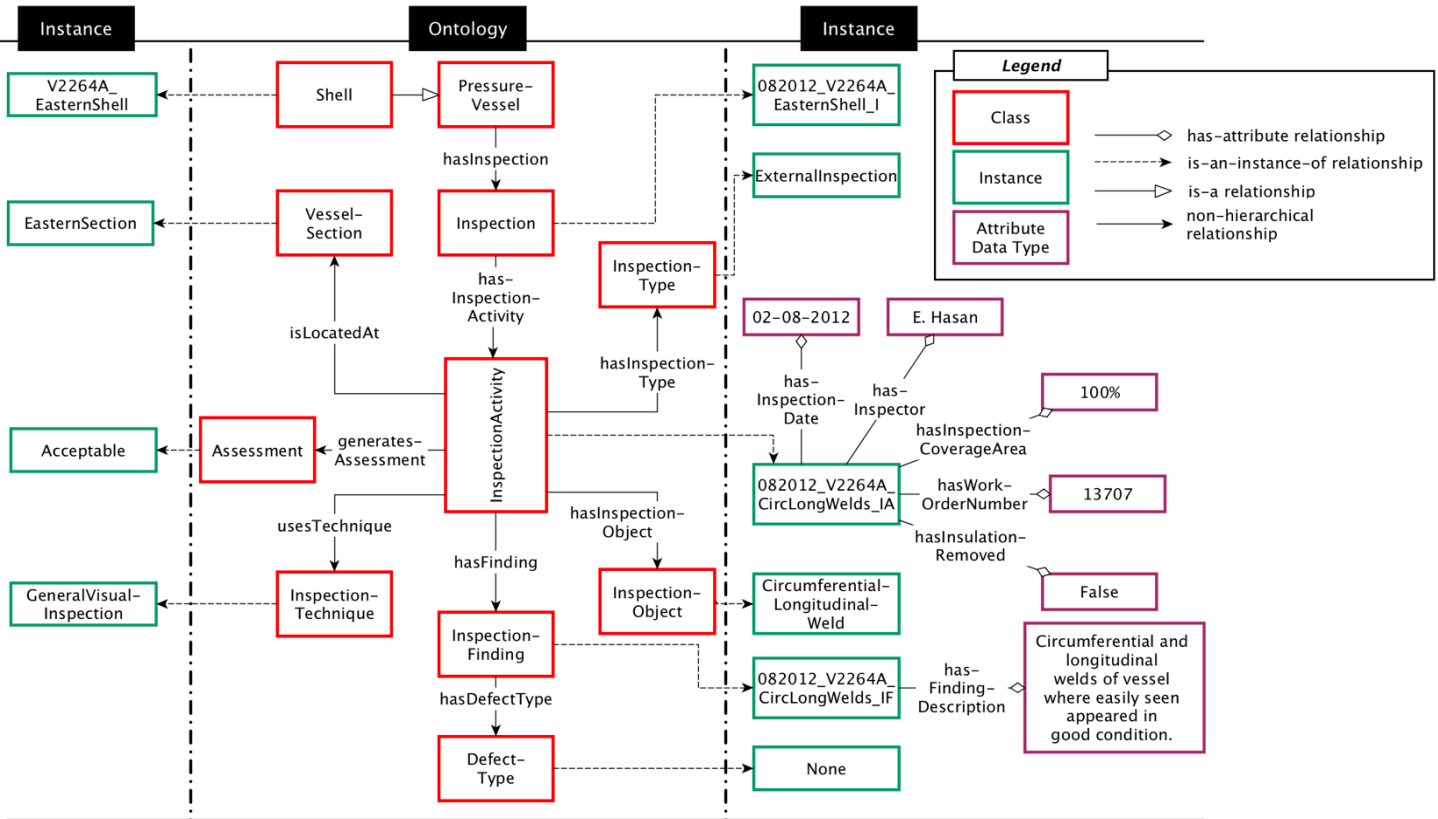 Instance
Ontology
Instance
V2264A_
EasternShell
Shell
Pressure-
Vessel
082012_V2264A_
EasternShell_I
Legend
Class
Instance
Attribute
Data Type
has-attribute relationship
is-an-instance-of relationship
is-a relationship
non-hierarchical
relationship
hasInspection
ExternalInspection
EasternSection
Vessel-
Section
Inspection
Inspection-
Type
has-
Inspection-
Activity
isLocatedAt
hasInspection-
Type
02-08-2012
E. Hasan
has-
Inspection-
Date
has-
Inspector
100%
hasInspection-
CoverageArea
Acceptable
Assessment
generates-
Assessment
InspectionActivity
082012_V2264A_
CircLongWelds_IA
hasWork-
OrderNumber
13707
hasInsulation-
Removed
False
usesTechnique
hasInspection-
Object
hasFinding
GeneralVisual-
Inspection
Inspection-
Technique
Inspection-
Object
Circumferential-
Longitudinal-
Weld
Inspection-
Finding
082012_V2264A_
CircLongWelds_IF
has-
Finding-
Description
Circumferential and
longitudinal
welds of vessel
where easily seen
appeared in
good condition.
hasDefectType
Defect-
Type
None